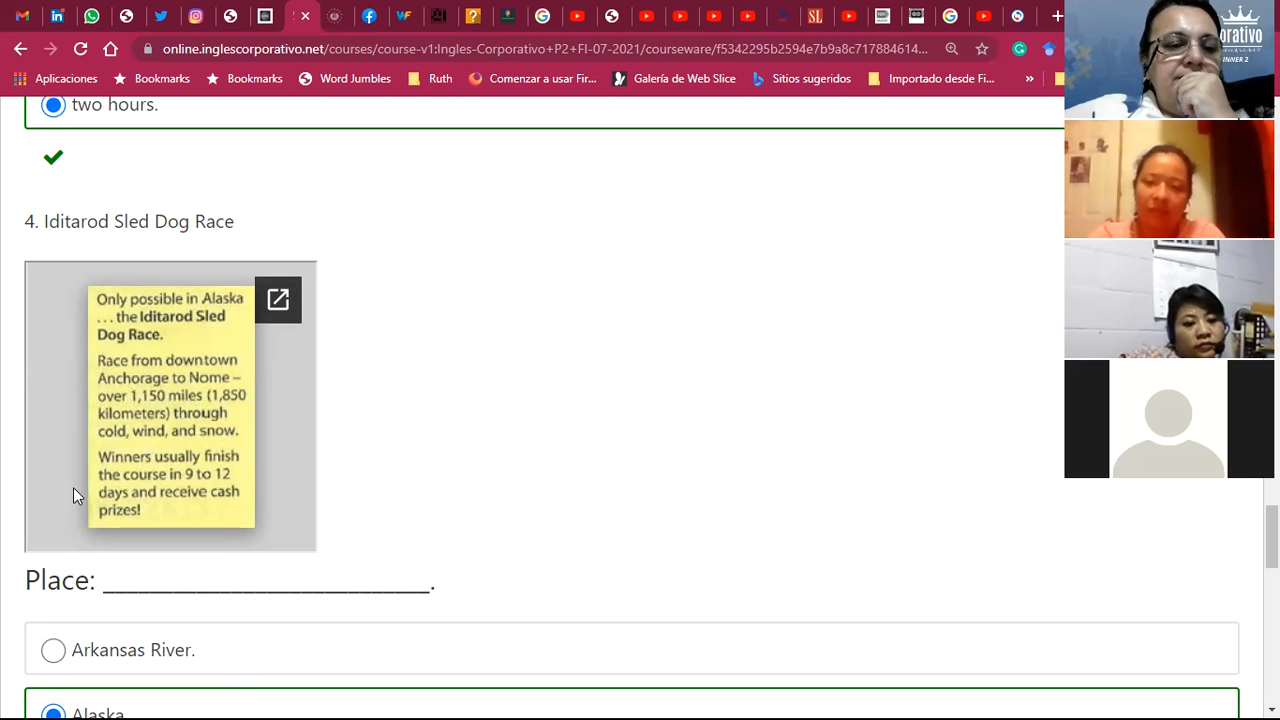 online.inglescorporativo.net/courses/course-v1:Ingles-Corporativo+P2+FI-07-2021/courseware/f5342295b2594e7b9a8c717884614...
Aplicaciones
Bookmarks
Bookmarks
Word Jumbles
Ruth
Comenzar a usar Fir...
Galería de Web Slice
Sitios sugeridos
Importado desde Fi...
»
two hours.
4. Iditarod Sled Dog Race
Only possible in Alaska
... the Iditarod Sled
Dog Race.
Race from downtown
Anchorage to Nome –
over 1,150 miles (1,850
kilometers) through
cold, wind, and snow.
Winners usually finish
the course in 9 to 12
days and receive cash
prizes!
Place: ___________________________.
Arkansas River.
Alaska